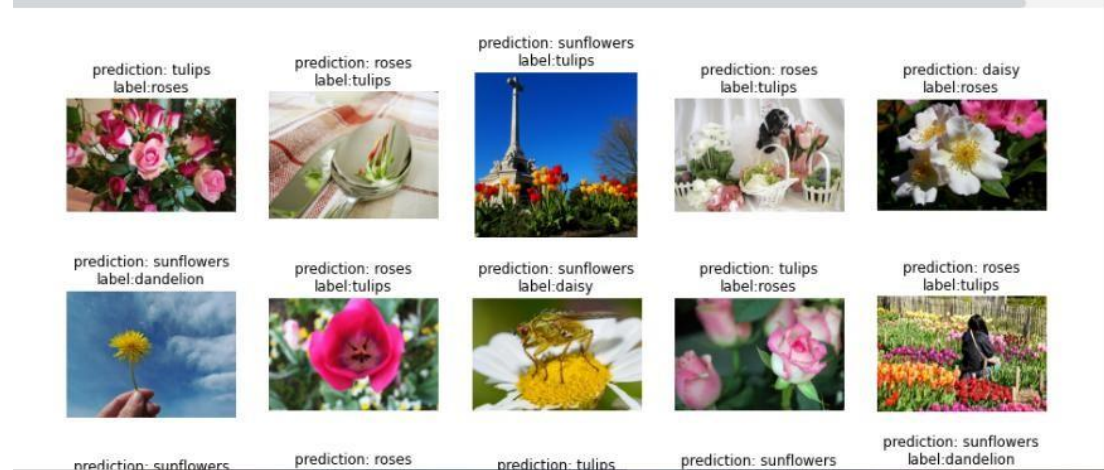 prediction: tulips
label:roses
prediction: roses
label:tulips
prediction: sunflowers
label:tulips
prediction: roses
label:tulips
prediction: daisy
label:roses
prediction: sunflowers
label:dandelion
prediction: roses
label:tulips
prediction: sunflowers
label:daisy
prediction: tulips
label:roses
prediction: roses
label:tulips
prediction: sunflowers
prediction: roses
prediction: tulips
prediction: sunflowers
prediction: sunflowers
label:dandelion